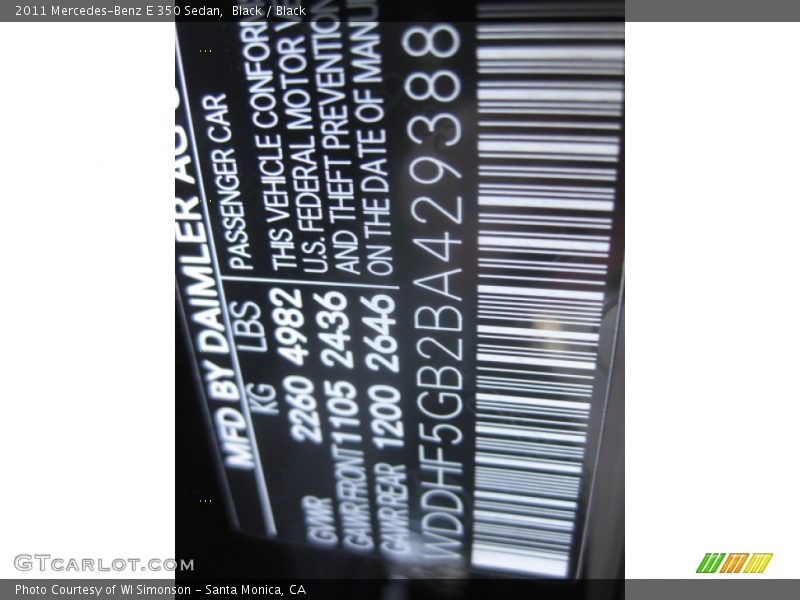 2011 Mercedes-Benz E 350 Sedan, Black / Black
MFD BY DAIMLER AG
KG LBS PASSENGER CAR
GVWR 2260 4982 THIS VEHICLE CONFOR
GAWR FRONT 1105 2436 U.S. FEDERAL MOTOR
GAWR REAR 1200 2646 AND THEFT PREVENTION
ON THE DATE OF MANU
WDDHF5GB2BA429388
GTCARLOT.COM
Photo Courtesy of WI Simonson - Santa Monica, CA